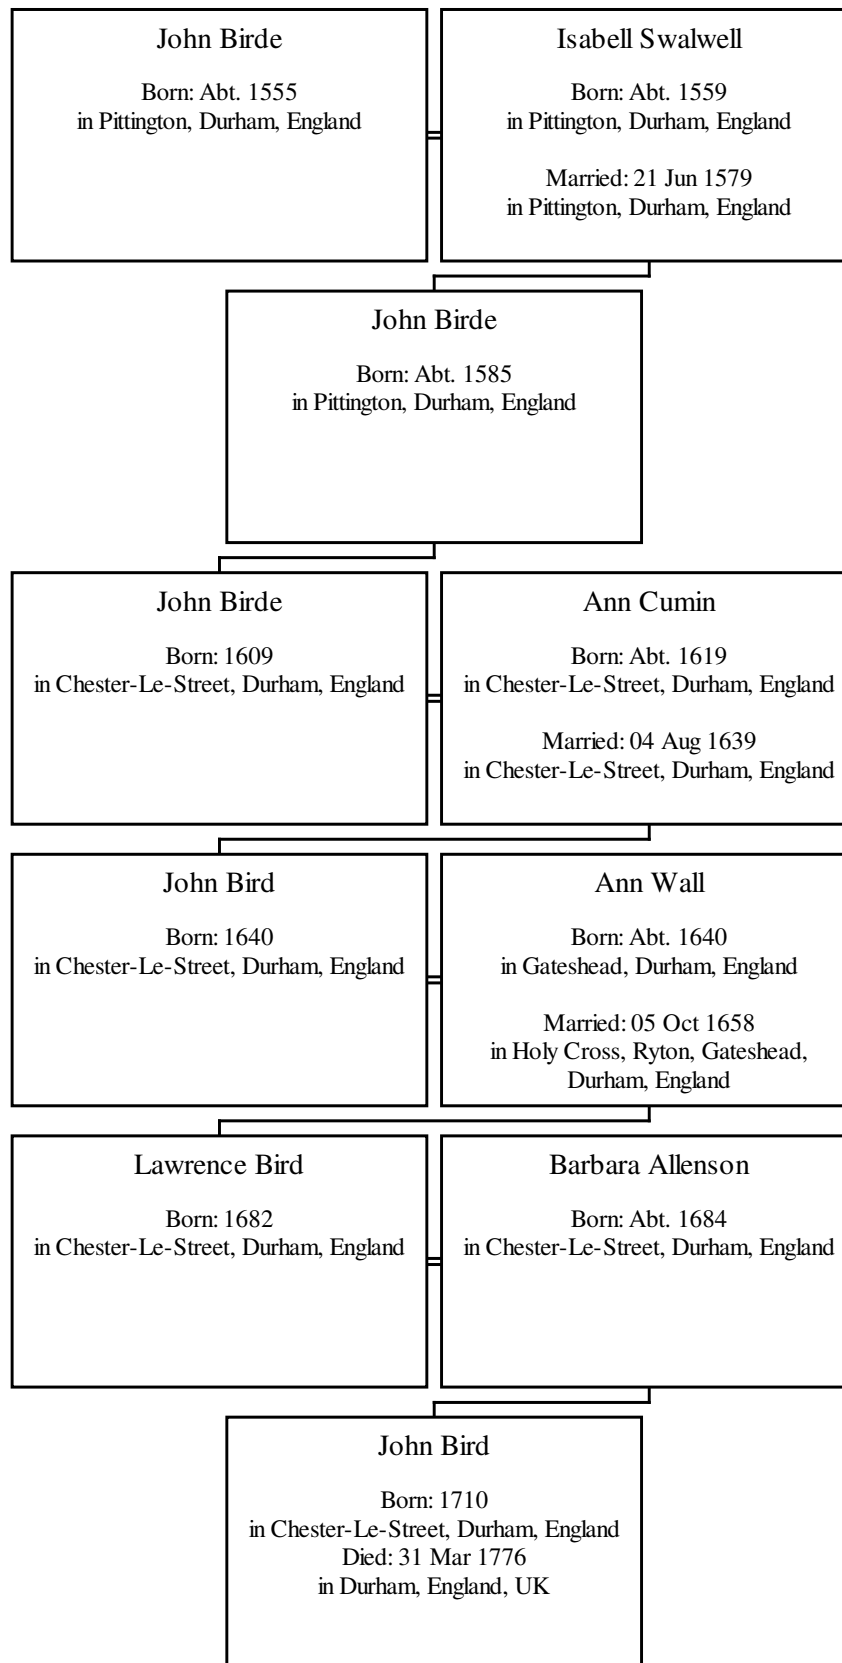 John Birde
Born: Abt. 1555
in Pittington, Durham, England
Isabell Swalwell
Born: Abt. 1559
in Pittington, Durham, England
Married: 21 Jun 1579
in Pittington, Durham, England
John Birde
Born: Abt. 1585
in Pittington, Durham, England
John Birde
Born: 1609
in Chester-Le-Street, Durham, England
Ann Cumin
Born: Abt. 1619
in Chester-Le-Street, Durham, England
Married: 04 Aug 1639
in Chester-Le-Street, Durham, England
John Bird
Born: 1640
in Chester-Le-Street, Durham, England
Ann Wall
Born: Abt. 1640
in Gateshead, Durham, England
Married: 05 Oct 1658
in Holy Cross, Ryton, Gateshead,
Durham, England
Lawrence Bird
Born: 1682
in Chester-Le-Street, Durham, England
Barbara Allenson
Born: Abt. 1684
in Chester-Le-Street, Durham, England
John Bird
Born: 1710
in Chester-Le-Street, Durham, England
Died: 31 Mar 1776
in Durham, England, UK